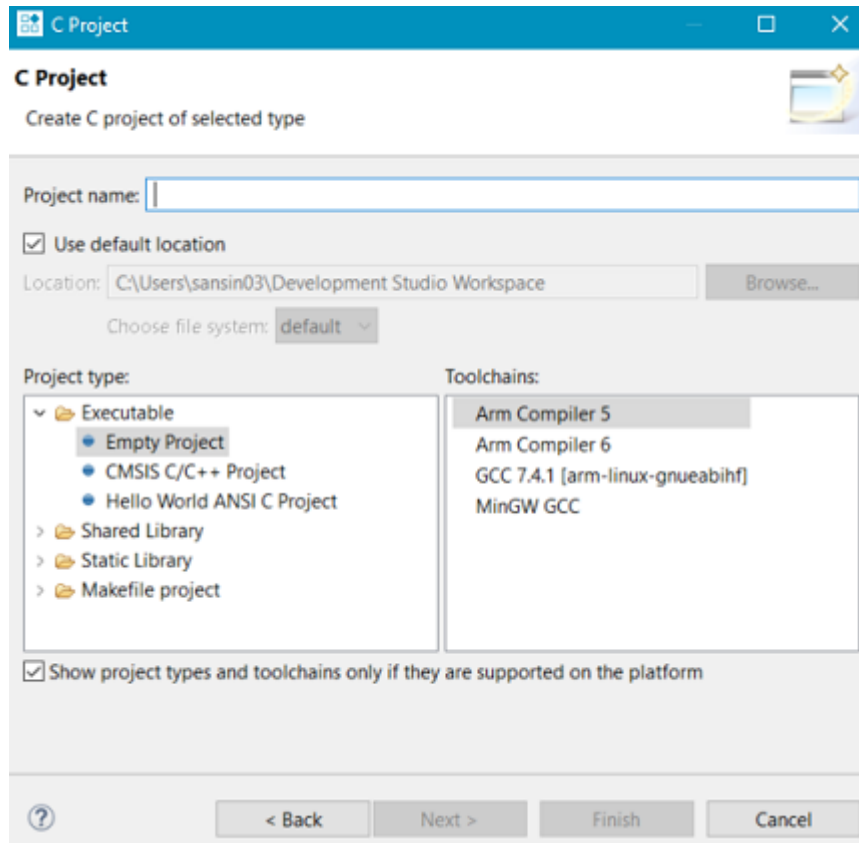 C Project
C Project
Create C project of selected type
Project name:
Use default location
Location: C:\Users\sansin03\Development Studio Workspace Browse...
Choose file system: default
Project type:
Executable
Empty Project
CMSIS C/C++ Project
Hello World ANSI C Project
Shared Library
Static Library
Makefile project
Toolchains:
Arm Compiler 5
Arm Compiler 6
GCC 7.4.1 [arm-linux-gnueabihf]
MinGW GCC
Show project types and toolchains only if they are supported on the platform
? < Back Next > Finish Cancel